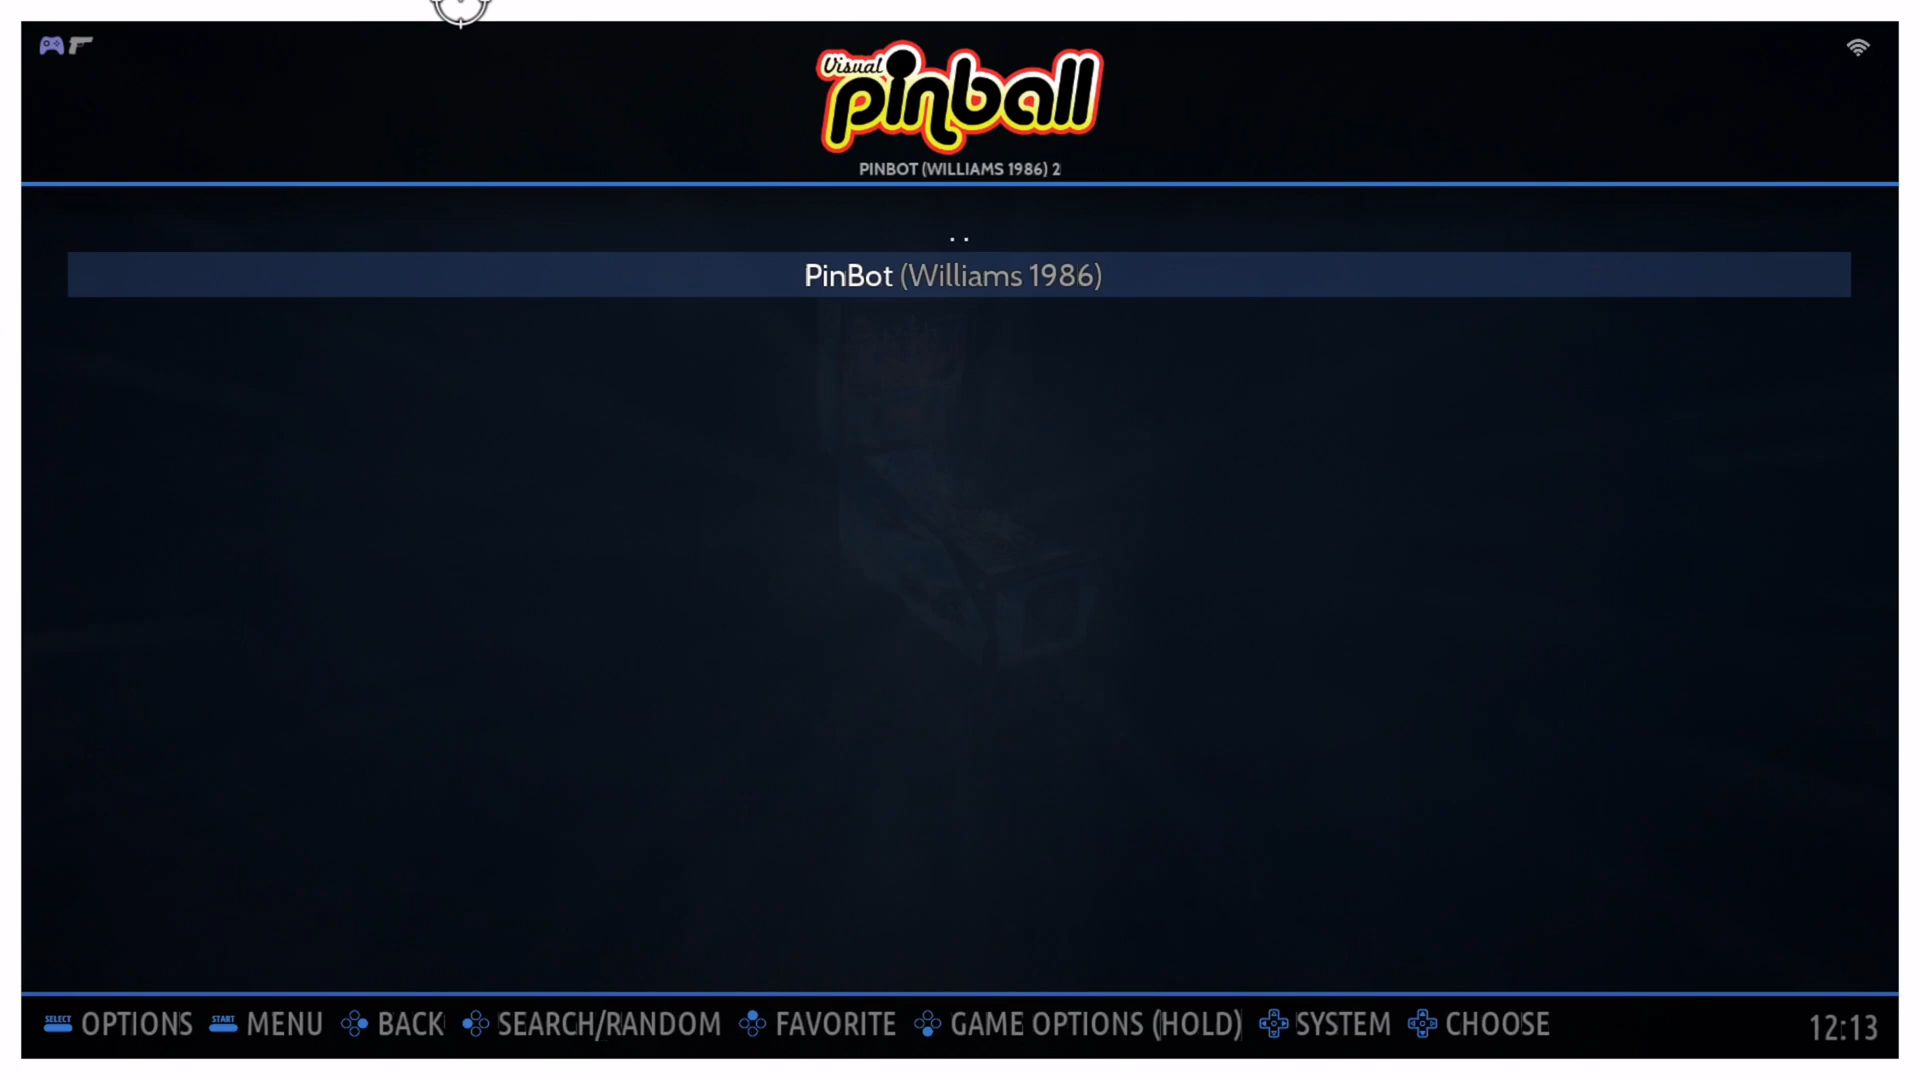 Visual
pinball
PINBOT (WILLIAMS 1986) 2
..
PinBot (Williams 1986)
SELECT OPTIONS START MENU BACK SEARCH/RANDOM FAVORITE GAME OPTIONS (HOLD) SYSTEM CHOOSE 12:13